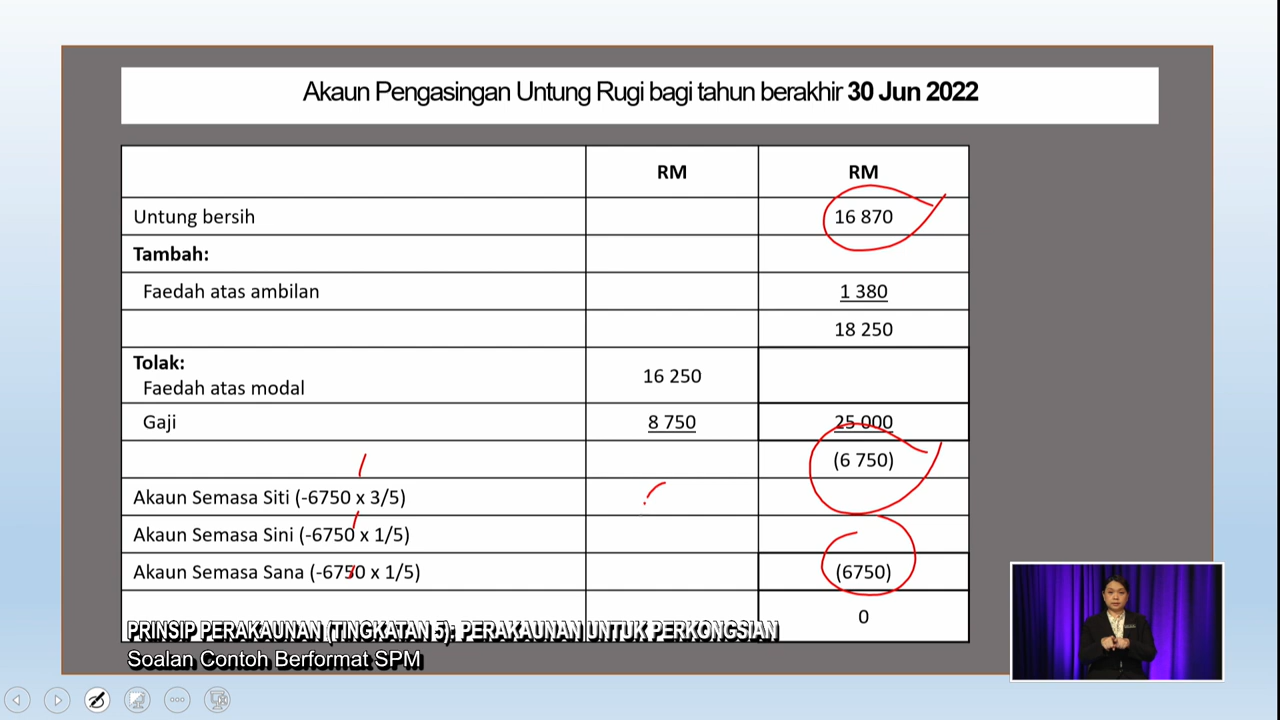 Akaun Pengasingan Untung Rugi bagi tahun berakhir 30 Jun 2022
RM RM
Untung bersih 16 870
Tambah:
Faedah atas ambilan 1 380
18 250
Tolak:
Faedah atas modal 16 250
Gaji 8 750 25 000
(6 750)
Akaun Semasa Siti (-6750 x 3/5)
Akaun Semasa Sini (-6750 x 1/5)
Akaun Semasa Sana (-6750 x 1/5) (6750)
0
PRINSIP PERAKAUNAN (TINGKATAN 5): PERAKAUNAN UNTUK PERKONGSIAN
Soalan Contoh Berformat SPM